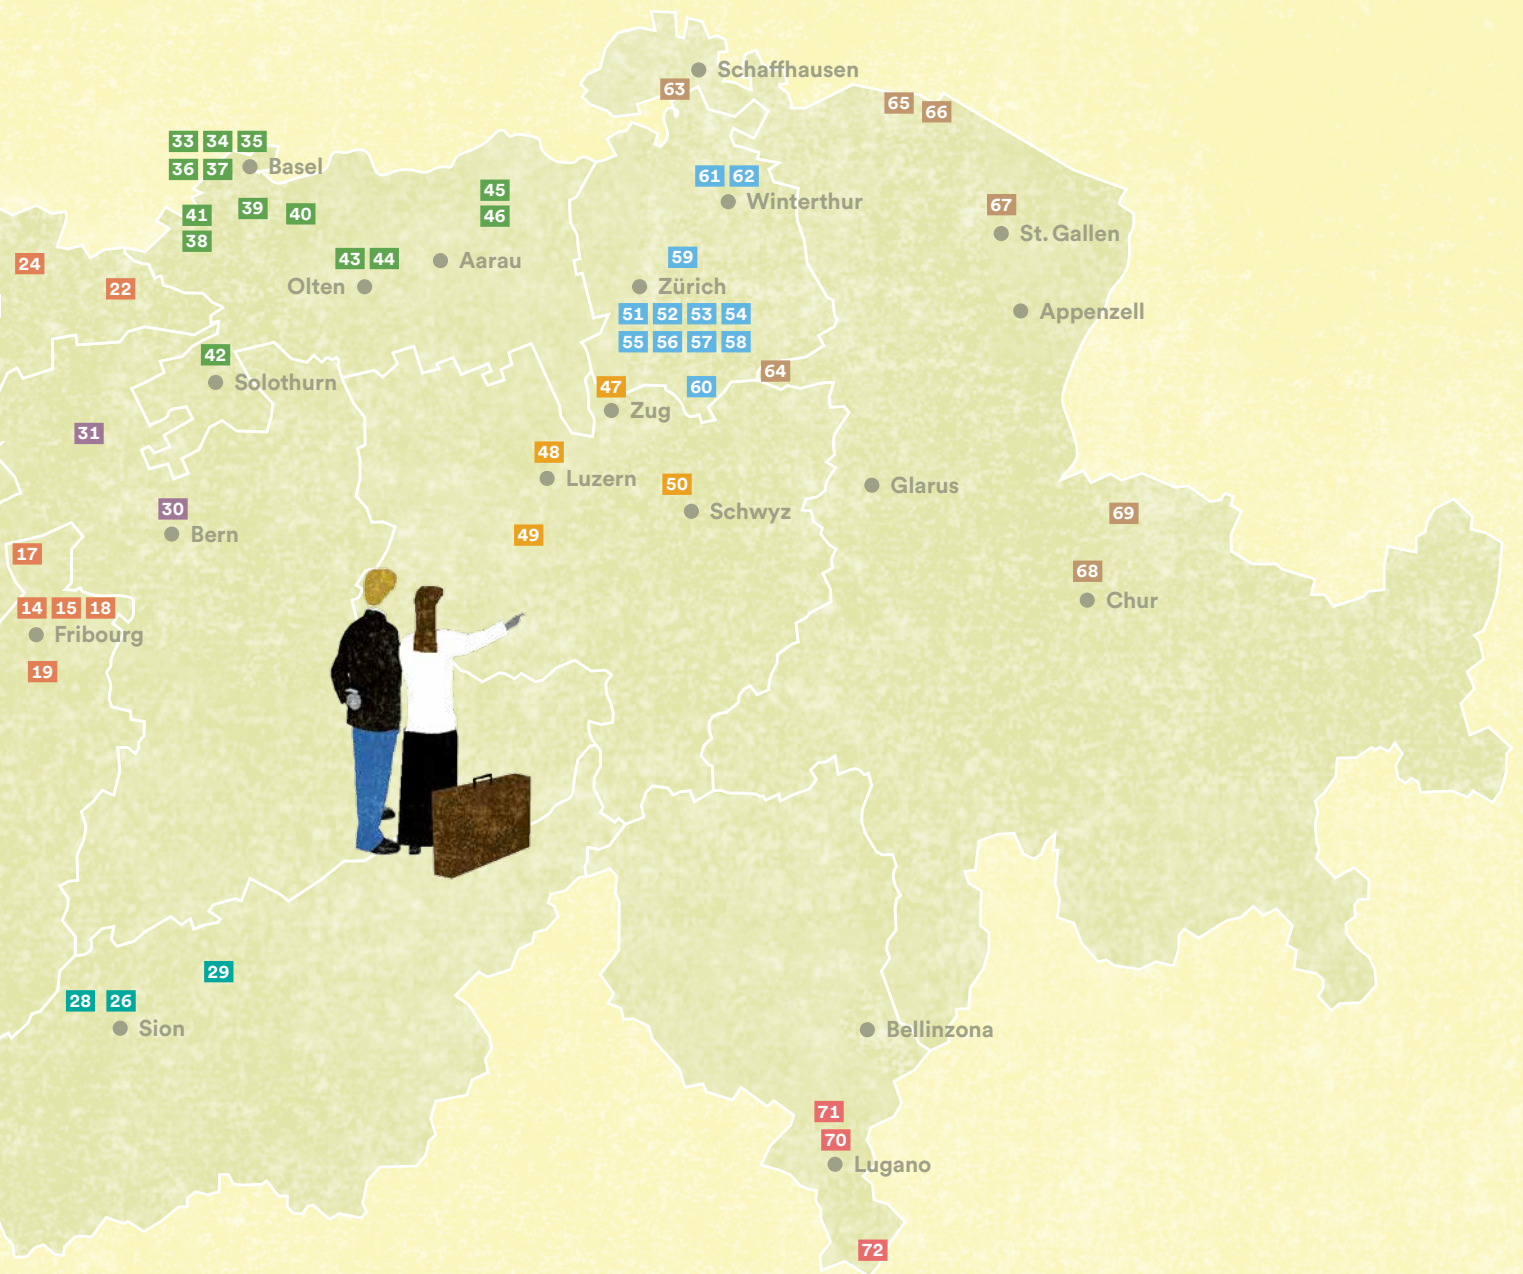 Schaffhausen
63
65
66
33 34 35
36 37 Basel
61 62
Winterthur
45
46
41 39 40
38
67
St. Gallen
24
22
43 44
Olten
Aarau
59
Zürich
51 52 53 54
55 56 57 58
Appenzell
42
Solothurn
64
47
60
Zug
31
48
Luzern
50
Schwyz
Glarus
30
Bern
49
69
17
68
Chur
14 15 18
Fribourg
19
29
28 26
Sion
Bellinzona
71
70
Lugano
72